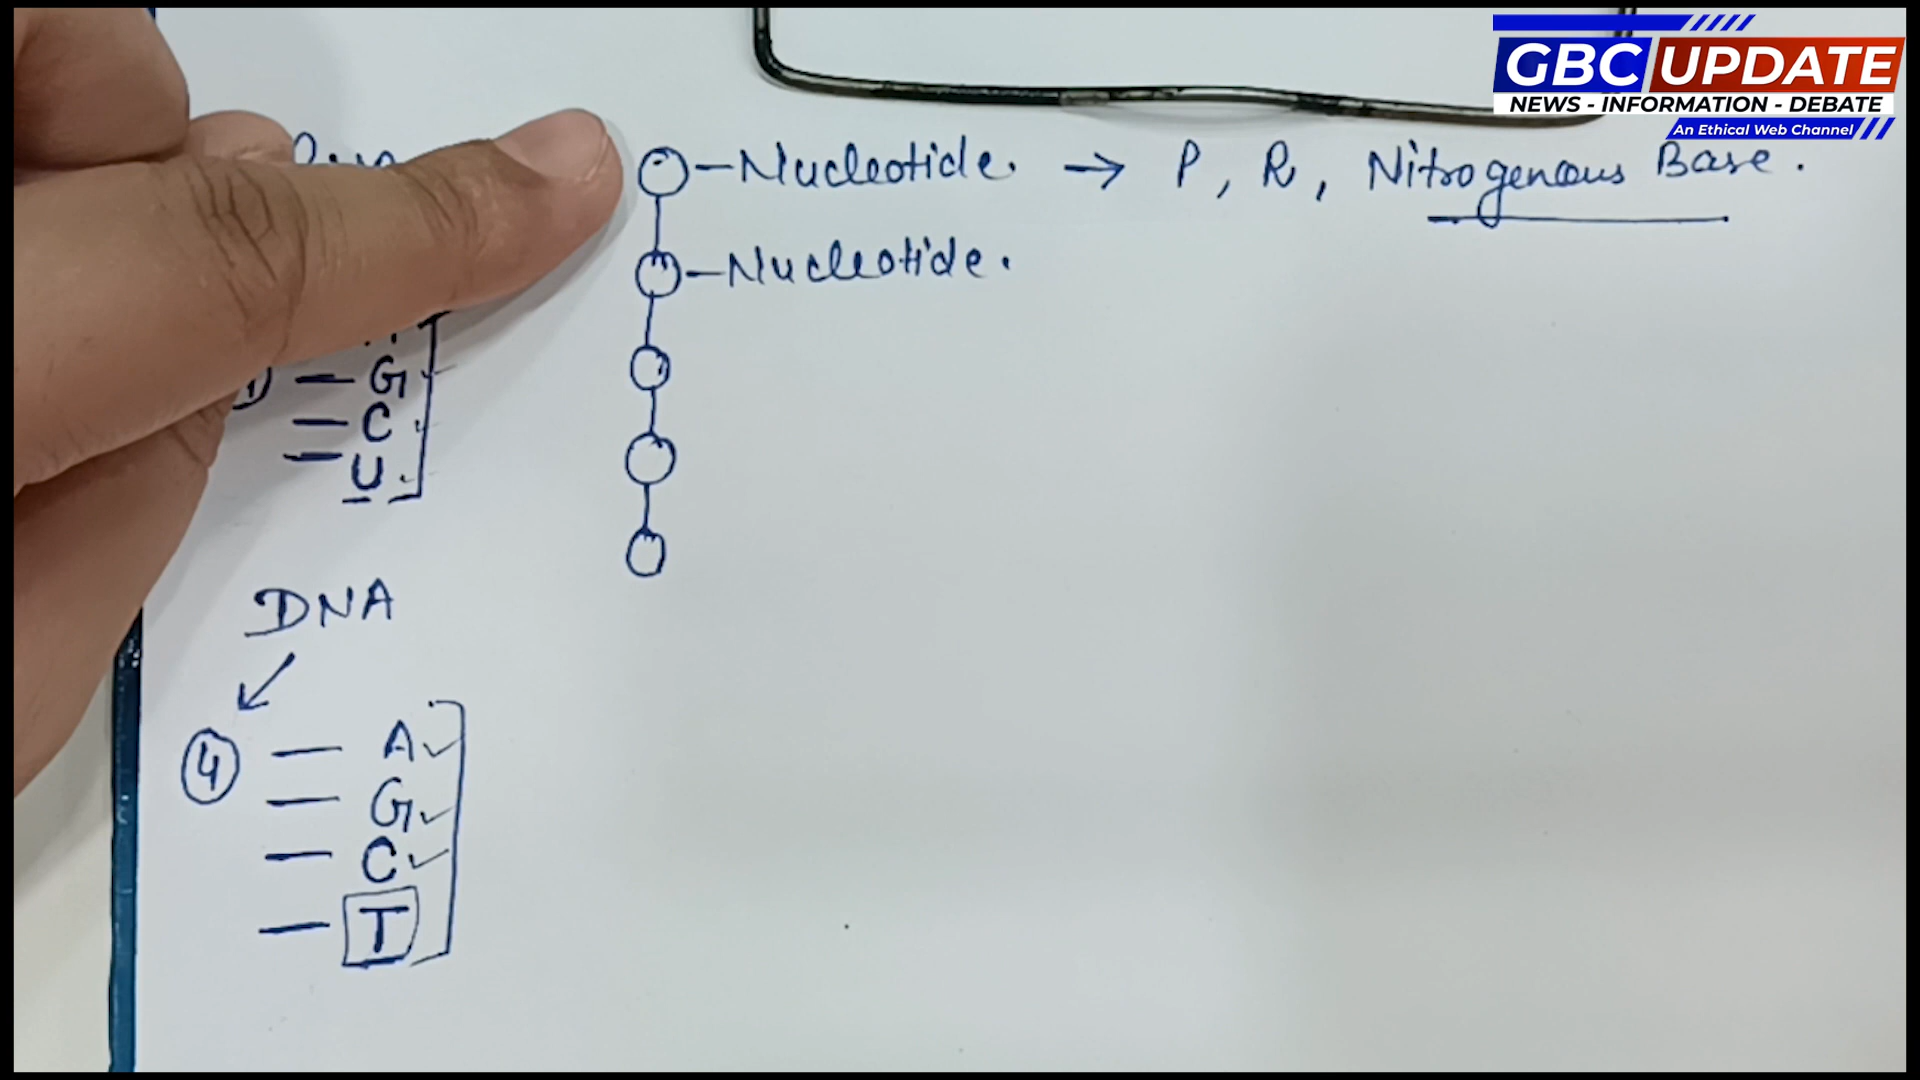 GBC UPDATE
NEWS - INFORMATION - DEBATE
An Ethical Web Channel
Nucleotide. → P, R, Nitrogenous Base.
Nucleotide.
G
C
U
DNA
4
A
G
C
T